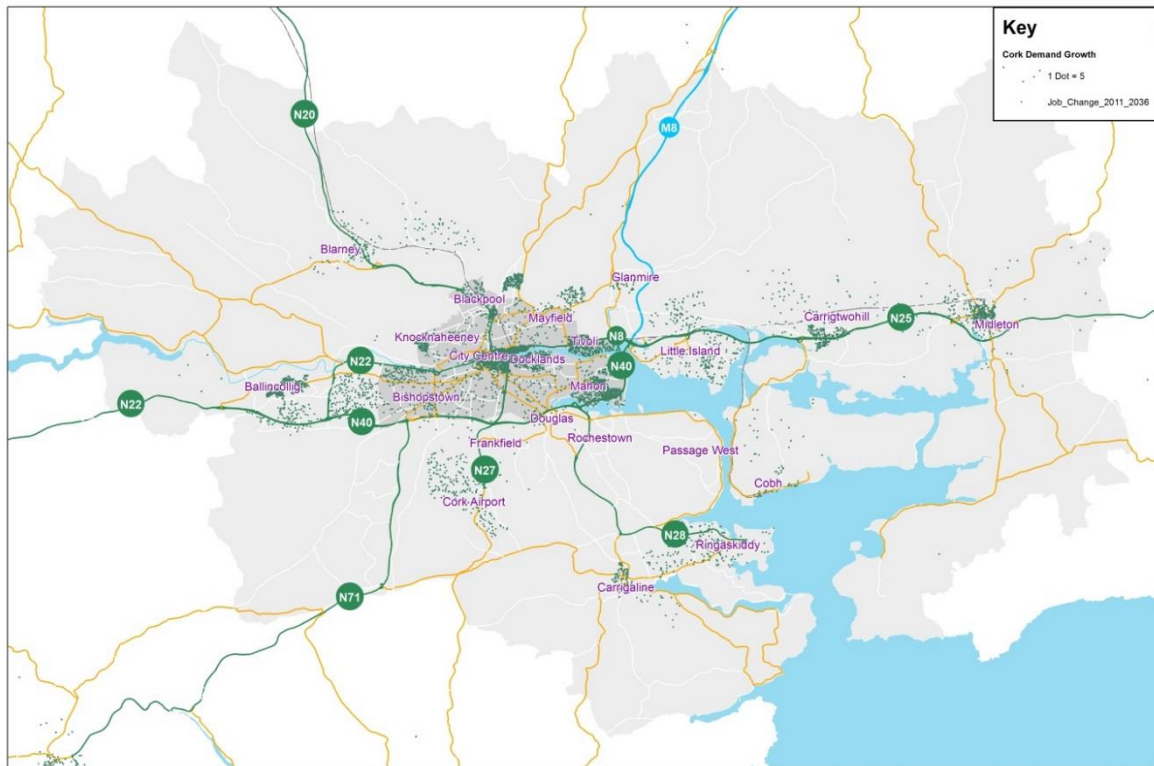 Key
Cork Demand Growth
1 Dot = 5
Job_Change_2011_2036
N20
M8
Blarney
Glanmire
Blackpool
Mayfield
Carrigtwohill
N25
Midleton
Knocknaheeney
N8
Tivoli
Little Island
City Centre
Docklands
N22
N40
Ballincollig
Mahon
Bishopstown
N22
N40
Douglas
Rochestown
Frankfield
Passage West
N27
Cobh
Cork Airport
N28
Ringaskiddy
Carrigaline
N71